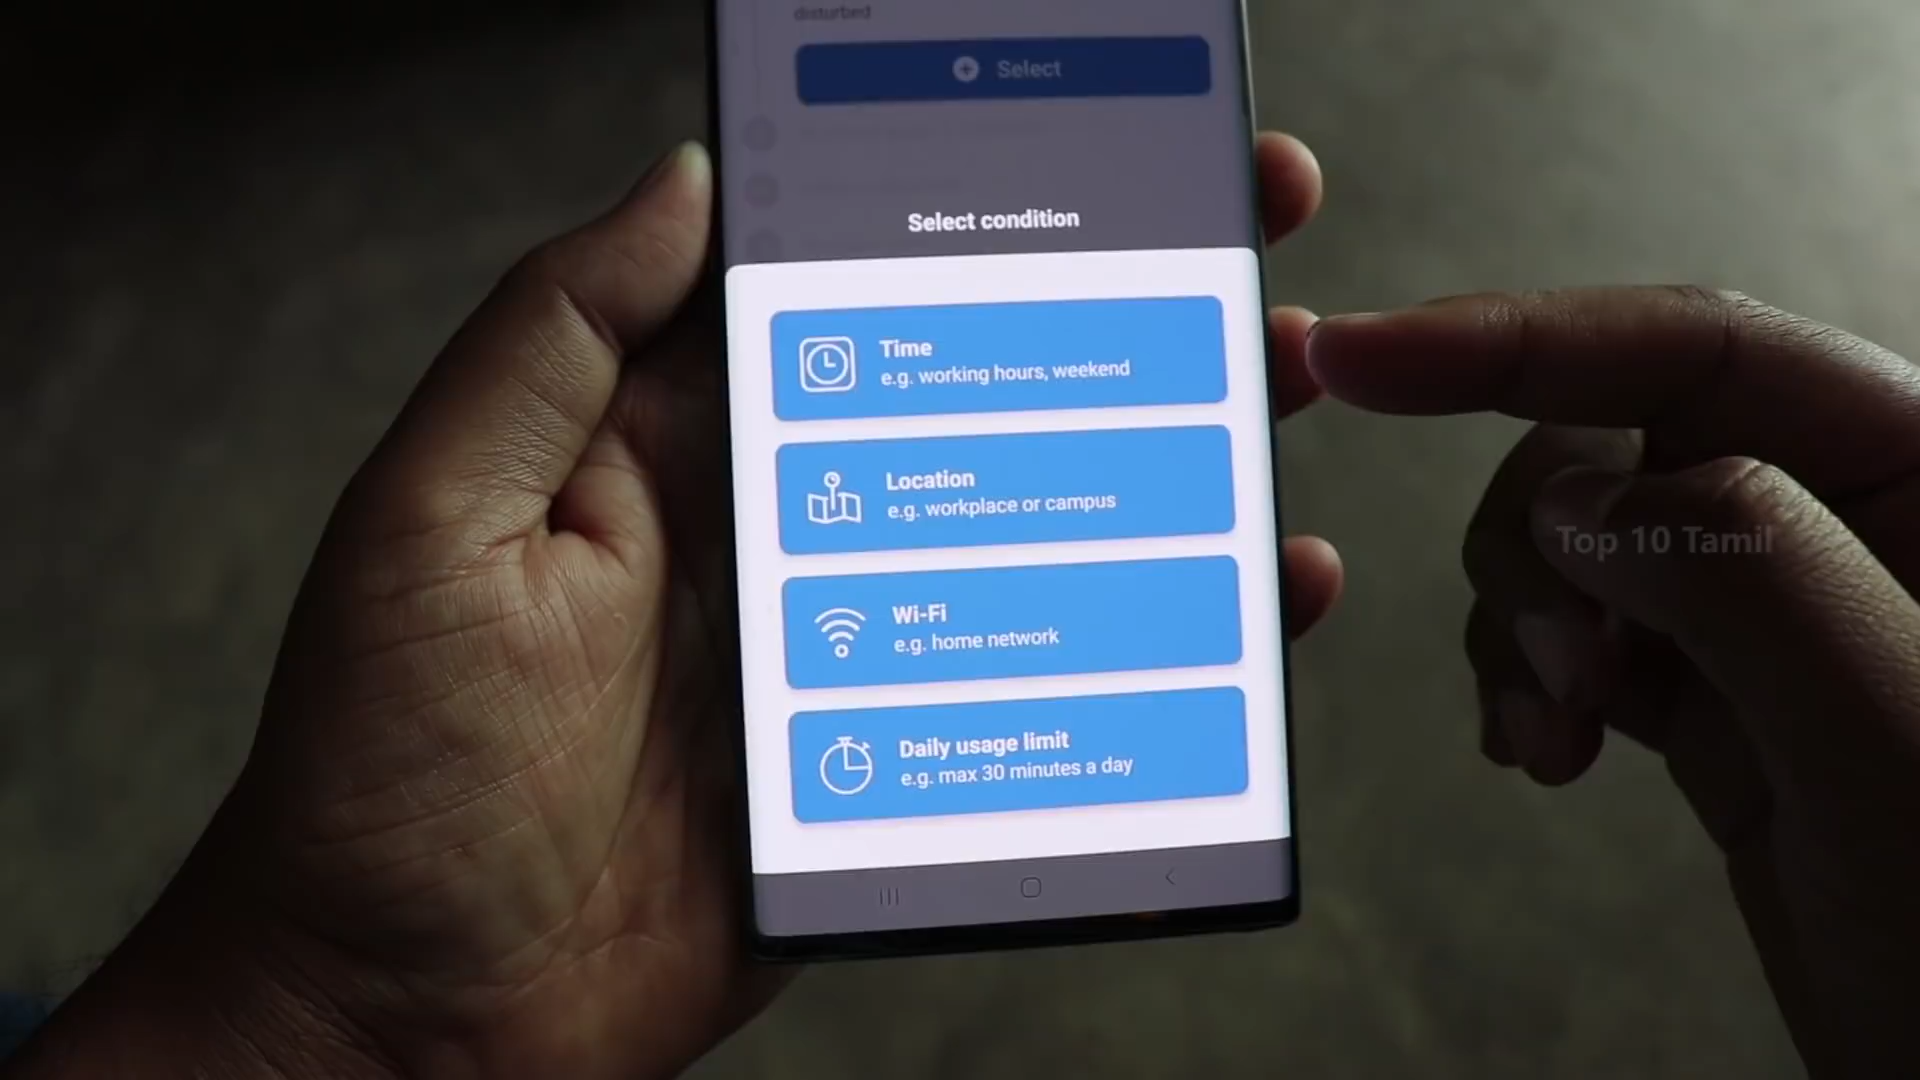 disturbed
Select
Select condition
Time
e.g. working hours, weekend
Location
e.g. workplace or campus
Wi-Fi
e.g. home network
Daily usage limit
e.g. max 30 minutes a day
Top 10 Tamil